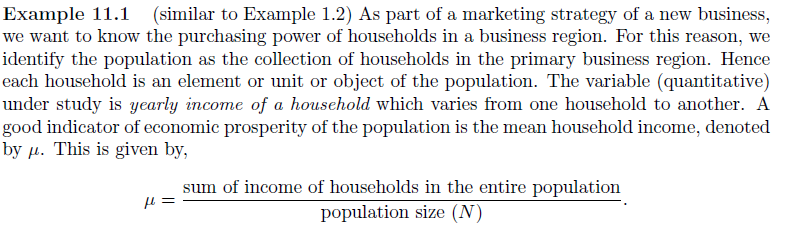 Example 11.1 (similar to Example 1.2) As part of a marketing strategy of a new business,
we want to know the purchasing power of households in a business region. For this reason, we
identify the population as the collection of households in the primary business region. Hence
each household is an element or unit or object of the population. The variable (quantitative)
under study is yearly income of a household which varies from one household to another. A
good indicator of economic prosperity of the population is the mean household income, denoted
by μ. This is given by,
sum of income of households in the entire population
μ = .
population size (N)